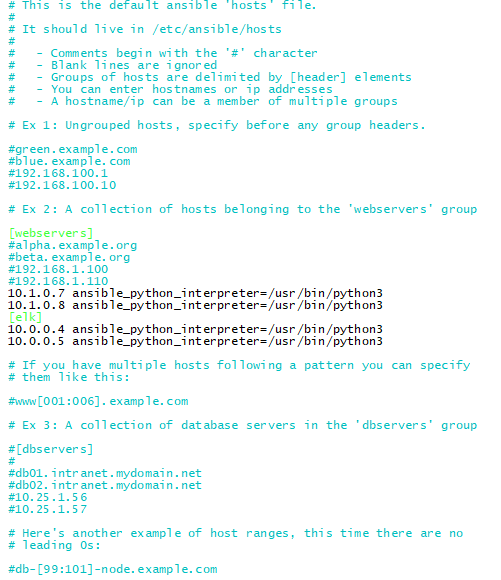 # This is the default ansible 'hosts' file.
#
# It should live in /etc/ansible/hosts
#
#   - Comments begin with the '#' character
#   - Blank lines are ignored
#   - Groups of hosts are delimited by [header] elements
#   - You can enter hostnames or ip addresses
#   - A hostname/ip can be a member of multiple groups

# Ex 1: Ungrouped hosts, specify before any group headers.

#green.example.com
#blue.example.com
#192.168.100.1
#192.168.100.10

# Ex 2: A collection of hosts belonging to the 'webservers' group

[webservers]
#alpha.example.org
#beta.example.org
#192.168.1.100
#192.168.1.110
10.1.0.7 ansible_python_interpreter=/usr/bin/python3
10.1.0.8 ansible_python_interpreter=/usr/bin/python3
[elk]
10.0.0.4 ansible_python_interpreter=/usr/bin/python3
10.0.0.5 ansible_python_interpreter=/usr/bin/python3

# If you have multiple hosts following a pattern you can specify
# them like this:

#www[001:006].example.com

# Ex 3: A collection of database servers in the 'dbservers' group

#[dbservers]
#
#db01.intranet.mydomain.net
#db02.intranet.mydomain.net
#10.25.1.56
#10.25.1.57

# Here's another example of host ranges, this time there are no
# leading 0s:

#db-[99:101]-node.example.com